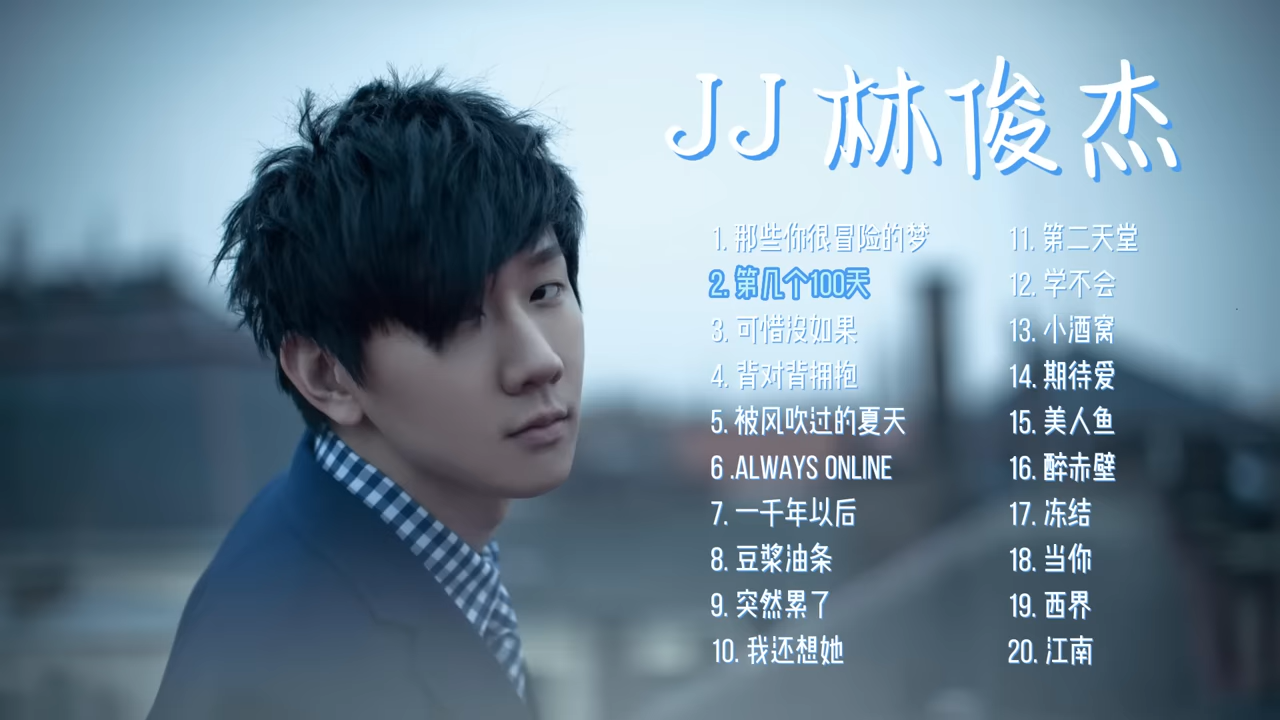 JJ 林俊杰
1. 那些你很冒险的梦
2. 第几个100天
3. 可惜沒如果
4. 背对背拥抱
5. 被风吹过的夏天
6 .ALWAYS ONLINE
7. 一千年以后
8. 豆浆油条
9. 突然累了
10. 我还想她
11. 第二天堂
12. 学不会
13. 小酒窝
14. 期待爱
15. 美人鱼
16. 醉赤壁
17. 冻结
18. 当你
19. 西界
20. 江南